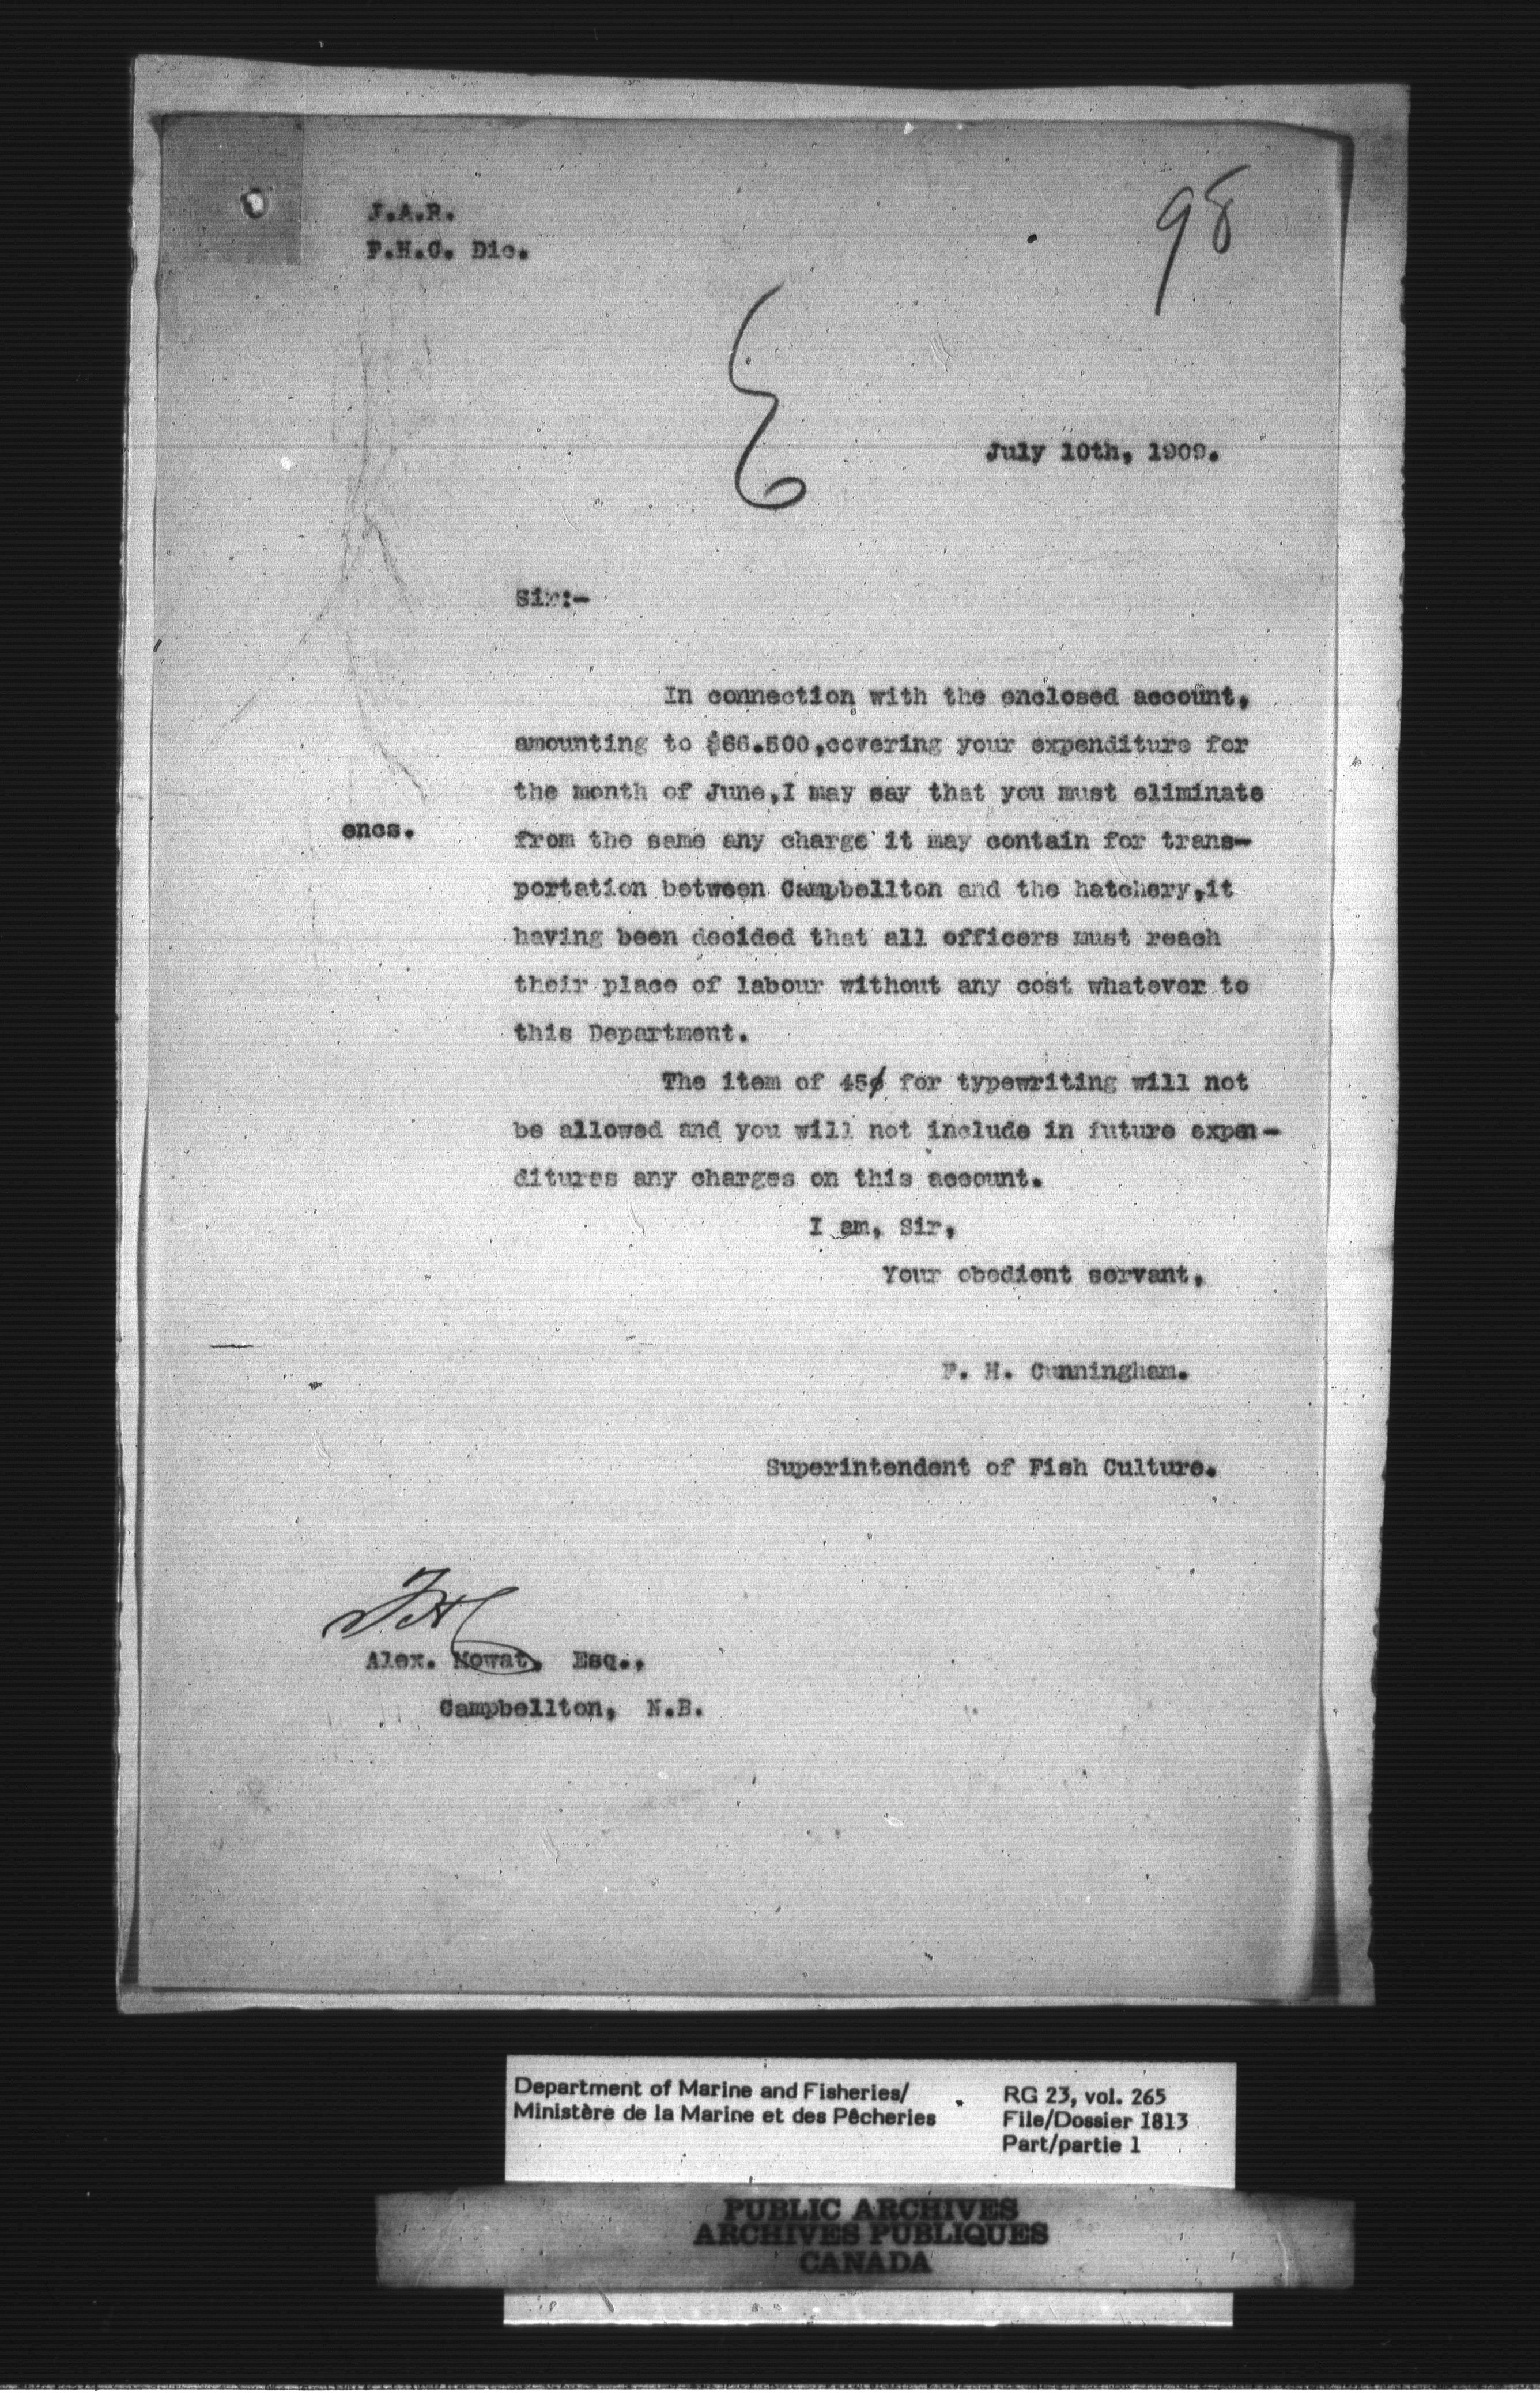 J.A.R.
F.H.C. Dic.
98
July 10th, 1909.
Sir:-
In connection with the enclosed account,
amounting to $66.500,covering your expenditure for
the month of June,I may say that you must eliminate
encs.
from the same any charge it may contain for trans-
portation between Campbellton and the hatchery,it
having been decided that all officers must reach
their place of labour without any cost whatever to
this Department.
The item of 45¢ for typewriting will not
be allowed and you will not include in future expen-
ditures any charges on this account.
I am, Sir,
Your obedient servant,
F. H. Cunningham.
Superintendent of Fish Culture.
FHC
Alex. Mowat, Esq.,
Campbellton, N.B.
Department of Marine and Fisheries/
Ministère de la Marine et des Pêcheries
RG 23, vol. 265
File/Dossier 1813
Part/partie 1
PUBLIC ARCHIVES
ARCHIVES PUBLIQUES
CANADA